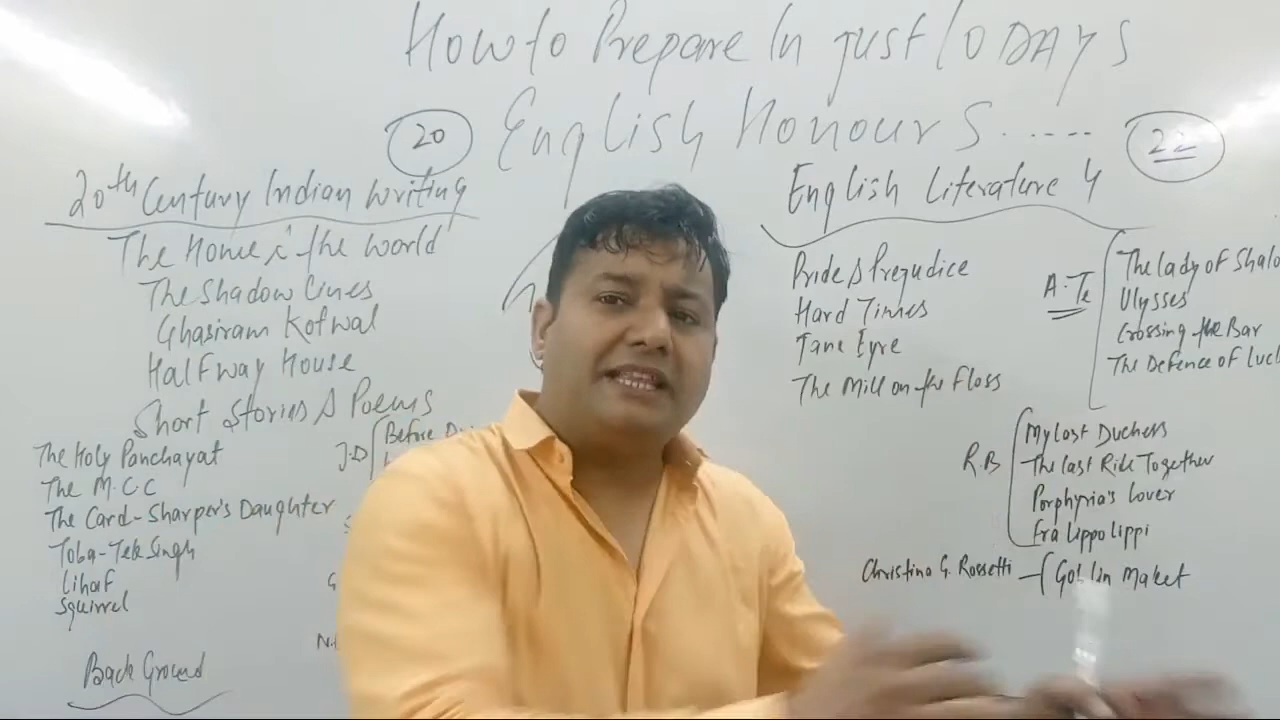 How to Prepare In just 10 DAYS
20 English Honours..... 22
20th Century Indian Writing
The Home & the World
The Shadow Lines
Ghasiram Kotwal
Halfway House
Short Stories & Poems
The Holy Panchayat
The M.C.C
The Card-Sharper's Daughter
Toba-Tek Singh
Lihaf
Squirrel
J.D
Before
Back Ground
English Literature 4
Pride & Prejudice
Hard Times
Jane Eyre
The Mill on the Floss
A.Te
The Lady of Shalo
Ulysses
Crossing the Bar
The Defence of Luck
R.B
My Last Duchess
The Last Ride Together
Porphyria's Lover
Fra Lippo Lippi
Christina G. Rossetti
Goblin Maket